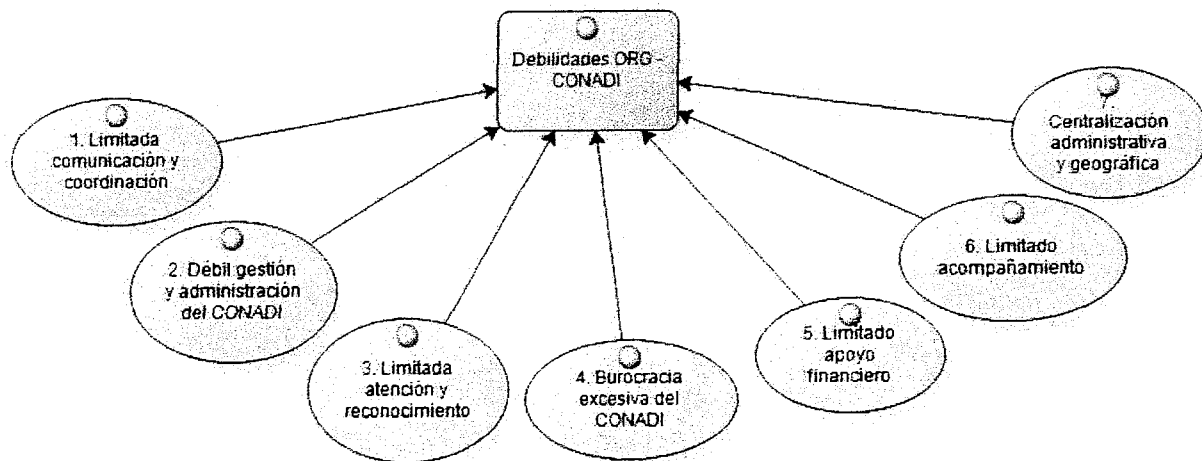 Debilidades ORG -
CONADI
1. Limitada
comunicación y
coordinación
2. Débil gestión
y administración
del CONADI
3. Limitada
atención y
reconocimiento
4. Burocracia
excesiva del
CONADI
5. Limitado
apoyo
financiero
6. Limitado
acompañamiento
Centralización
administrativa
y geográfica